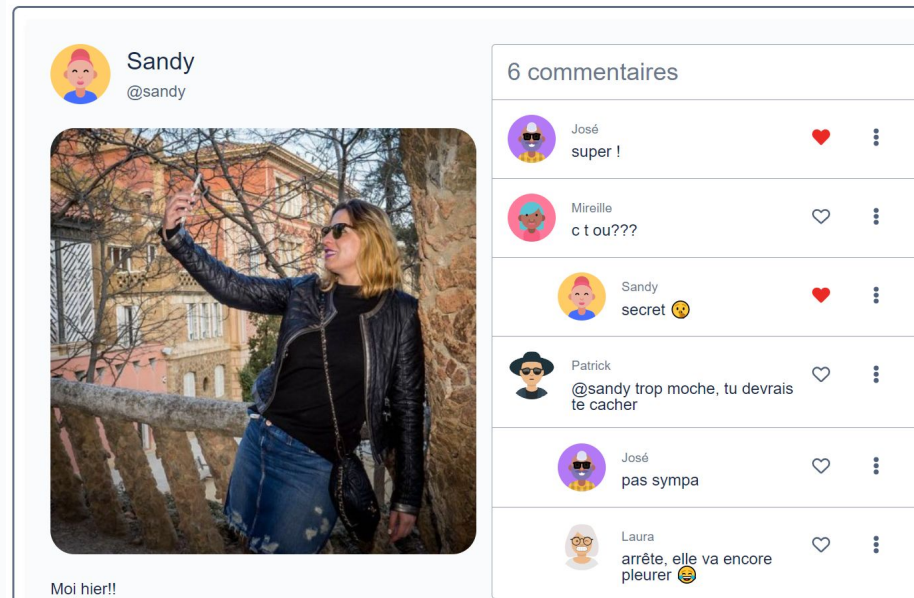 Sandy
@sandy
Moi hier!!
6 commentaires
José
super !
Mireille
c t ou???
Sandy
secret 🤫
Patrick
@sandy trop moche, tu devrais
te cacher
José
pas sympa
Laura
arrête, elle va encore
pleurer 😂